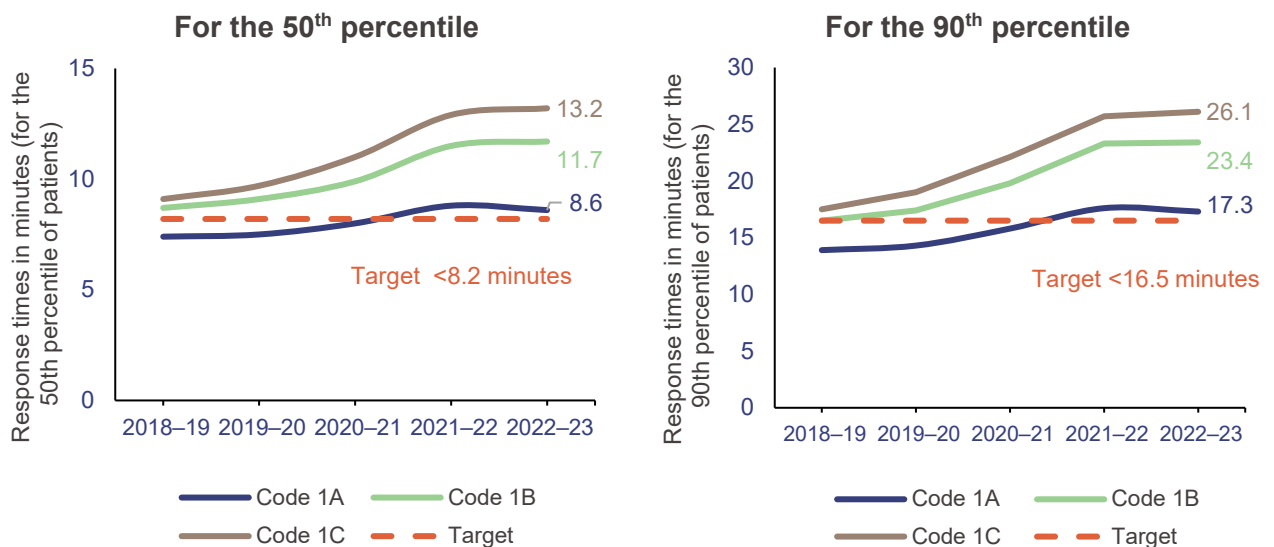 For the 50th percentile
Response times in minutes (for the
50th percentile of patients)
15
10
5
0
13.2
11.7
8.6
Target <8.2 minutes
2018–19 2019–20 2020–21 2021–22 2022–23
Code 1A Code 1B
Code 1C Target
For the 90th percentile
Response times in minutes (for the
90th percentile of patients)
30
25
20
15
10
5
0
26.1
23.4
17.3
Target <16.5 minutes
2018–19 2019–20 2020–21 2021–22 2022–23
Code 1A Code 1B
Code 1C Target